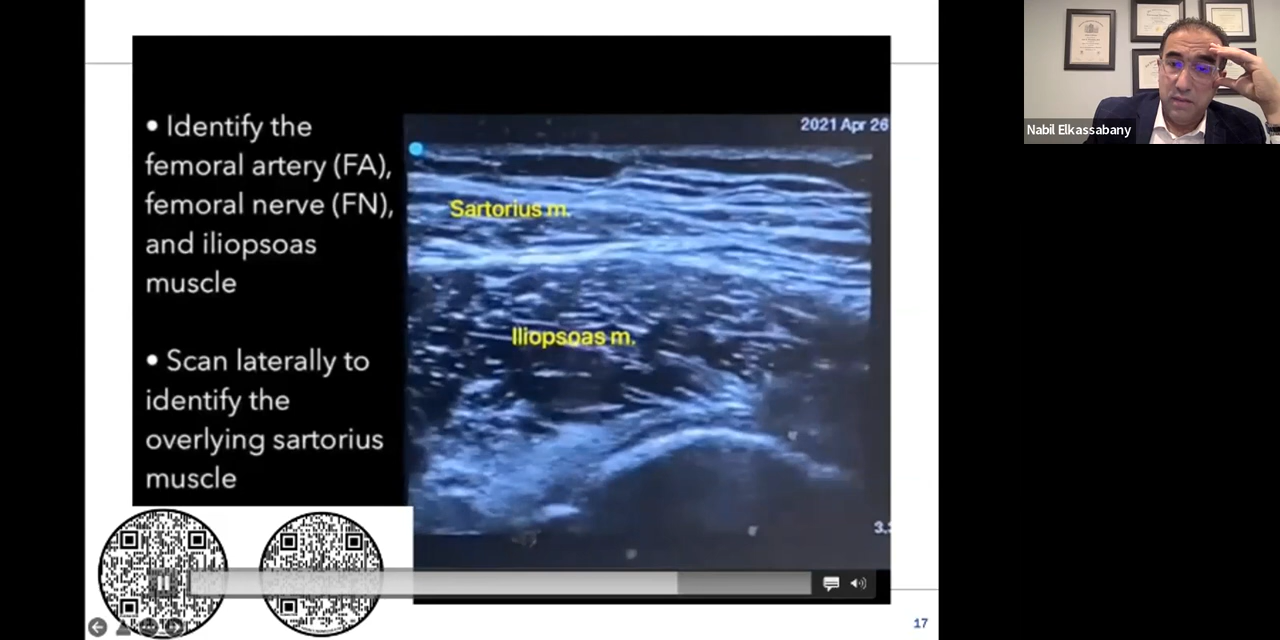 • Identify the
femoral artery (FA),
femoral nerve (FN),
and iliopsoas
muscle
• Scan laterally to
identify the
overlying sartorius
muscle
2021 Apr 26
Sartorius m.
Iliopsoas m.
17
Nabil Elkassabany